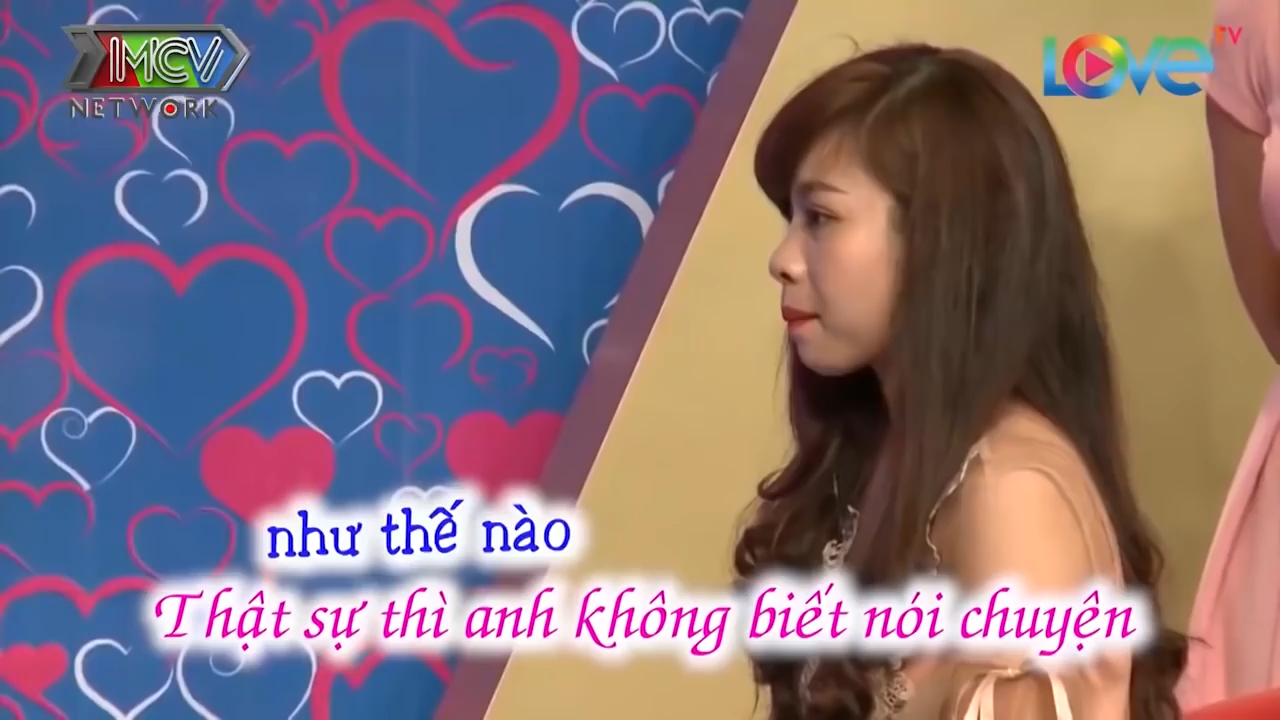 MCV
NETWORK
LOVE TV
như thế nào
Thật sự thì anh không biết nói chuyện